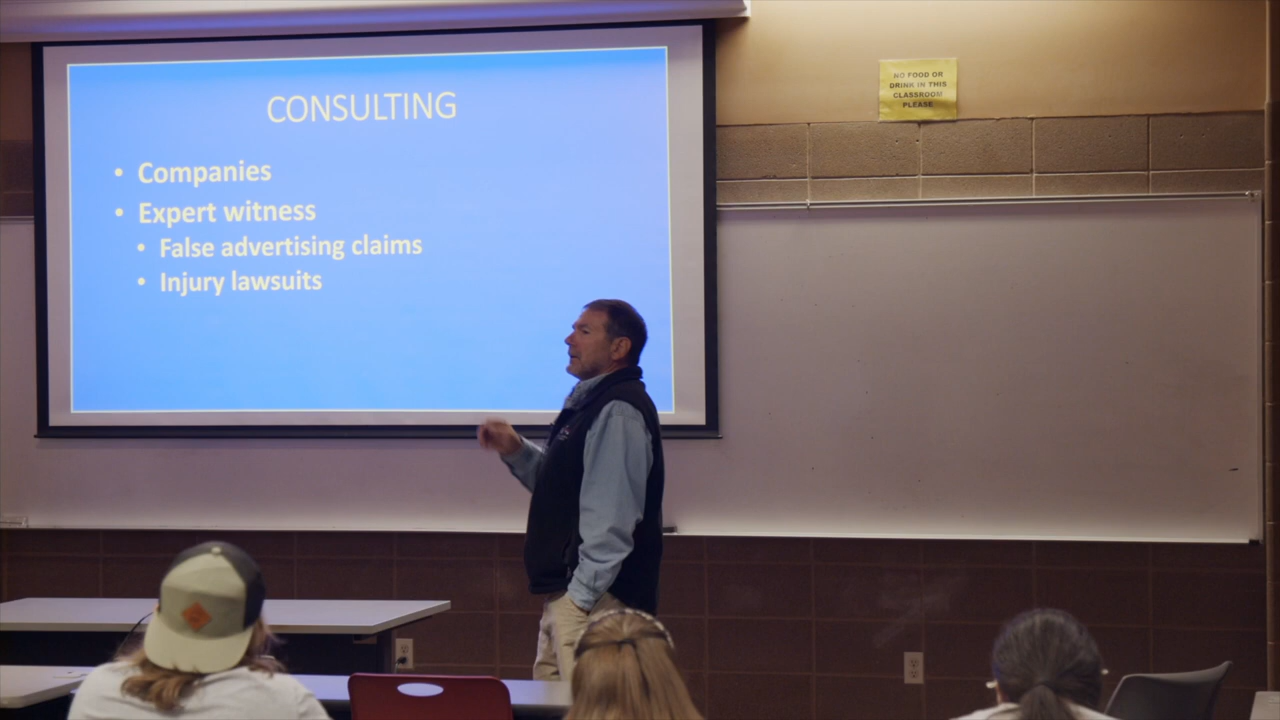 CONSULTING
• Companies
• Expert witness
• False advertising claims
• Injury lawsuits
NO FOOD OR
DRINK IN THIS
CLASSROOM
PLEASE